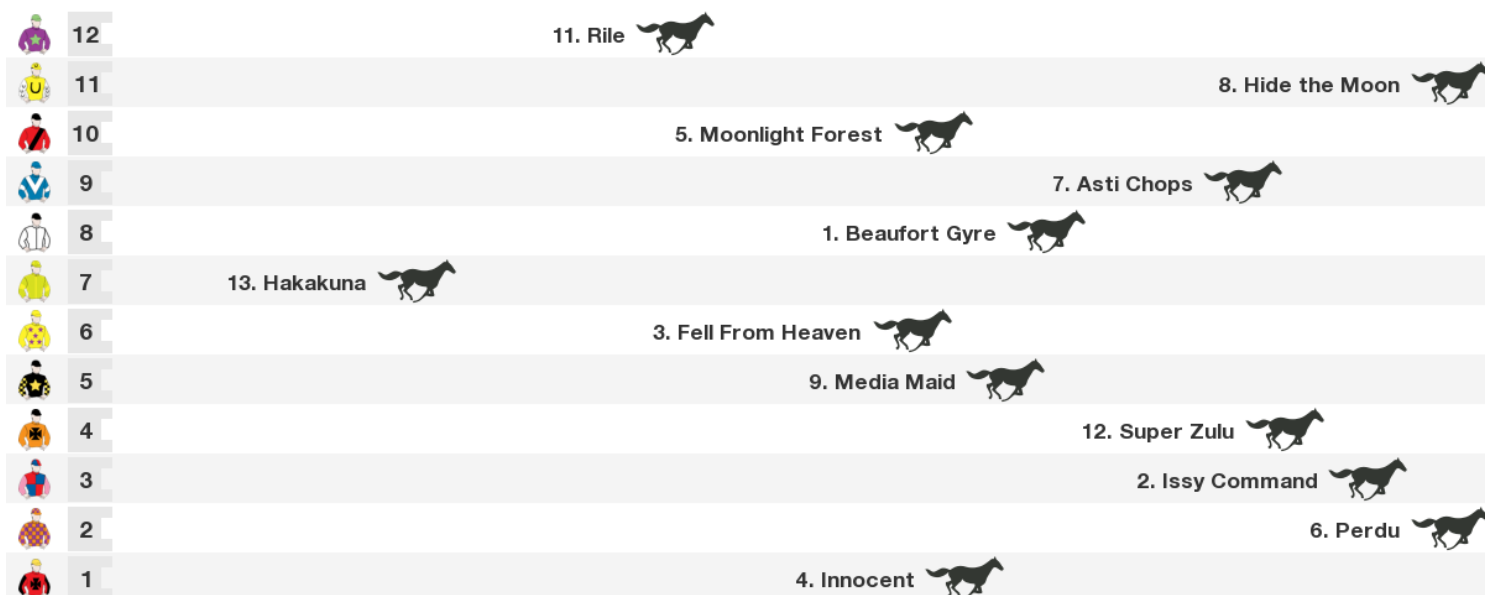 12 11. Rile
U 11 8. Hide the Moon
10 5. Moonlight Forest
9 7. Asti Chops
8 1. Beaufort Gyre
7 13. Hakakuna
6 3. Fell From Heaven
5 9. Media Maid
4 12. Super Zulu
3 2. Issy Command
2 6. Perdu
1 4. Innocent